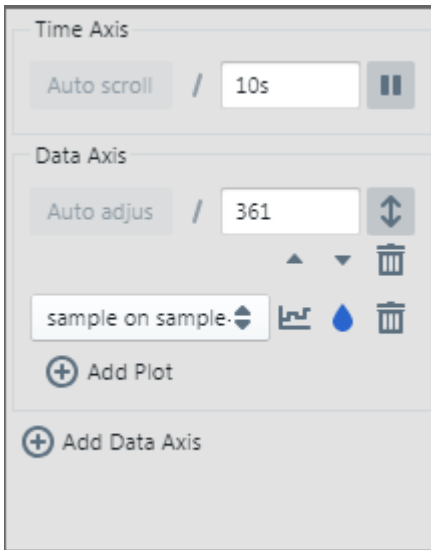 Time Axis
Auto scroll / 10s
Data Axis
Auto adjus / 361
sample on sample-
Add Plot
Add Data Axis